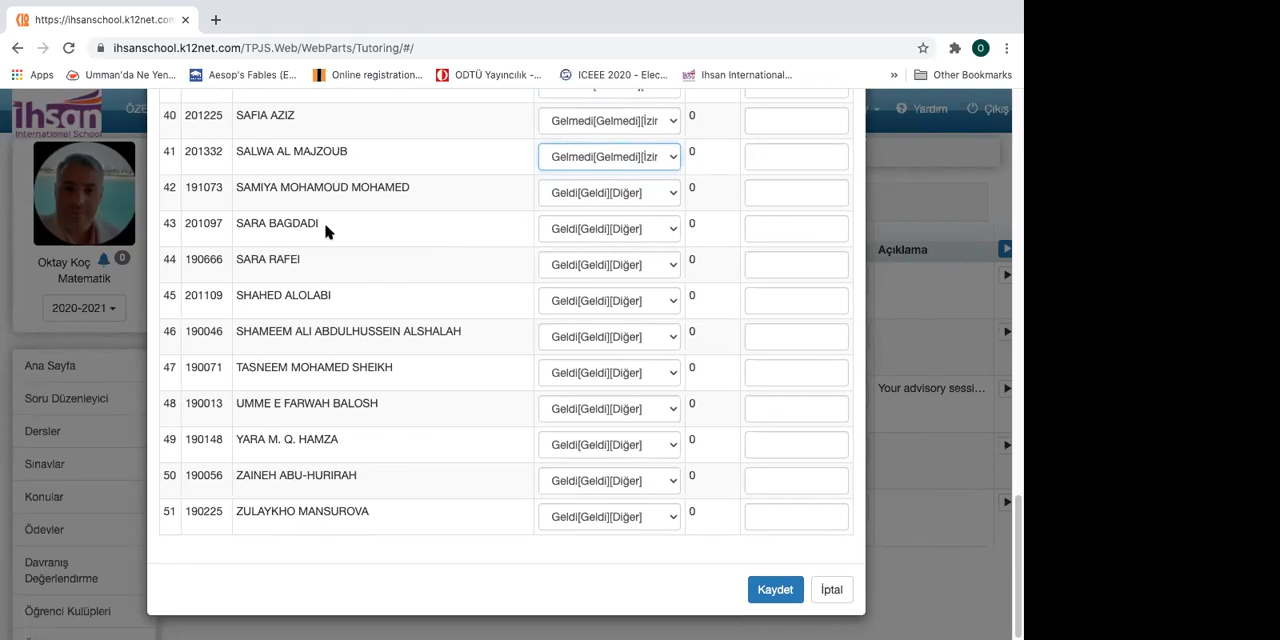 https://ihsanschool.k12net.con
ihsanschool.k12net.com/TPJS.Web/WebParts/Tutoring/#/
O
Apps
Umman'da Ne Yen...
Aesop's Fables (E...
Online registration...
ODTÜ Yayıncılık -...
ICEEE 2020 - Elec...
Ihsan International...
»
Other Bookmarks
ihsan
International School
ÖZE
Yardım
Çıkış
40 201225 SAFIA AZIZ Gelmedi[Gelmedi][İzir 0
41 201332 SALWA AL MAJZOUB Gelmedi[Gelmedi][İzir 0
42 191073 SAMIYA MOHAMOUD MOHAMED Geldi[Geldi][Diğer] 0
43 201097 SARA BAGDADI Geldi[Geldi][Diğer] 0
44 190666 SARA RAFEI Geldi[Geldi][Diğer] 0
45 201109 SHAHED ALOLABI Geldi[Geldi][Diğer] 0
46 190046 SHAMEEM ALI ABDULHUSSEIN ALSHALAH Geldi[Geldi][Diğer] 0
47 190071 TASNEEM MOHAMED SHEIKH Geldi[Geldi][Diğer] 0
48 190013 UMME E FARWAH BALOSH Geldi[Geldi][Diğer] 0
49 190148 YARA M. Q. HAMZA Geldi[Geldi][Diğer] 0
50 190056 ZAINEH ABU-HURIRAH Geldi[Geldi][Diğer] 0
51 190225 ZULAYKHO MANSUROVA Geldi[Geldi][Diğer] 0
Kaydet
İptal
Oktay Koç 0
Matematik
2020-2021
Ana Sayfa
Soru Düzenleyici
Dersler
Sınavlar
Konular
Ödevler
Davranış
Değerlendirme
Öğrenci Kulüpleri
Açıklama
Your advisory sessi...